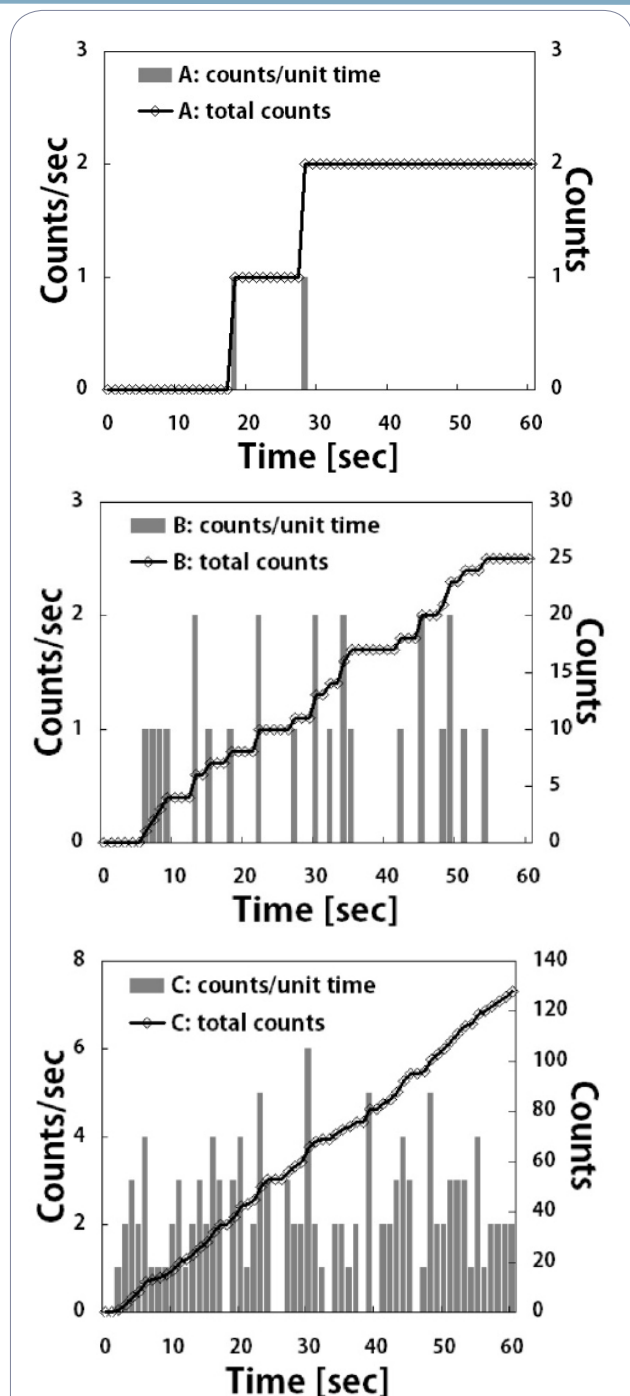 3 3
A: counts/unit time
A: total counts
2 2
Counts/sec
Counts
1 1
0 0
0 10 20 30 40 50 60
Time [sec]
3 30
B: counts/unit time
B: total counts
25
2 20
Counts/sec
Counts
15
1 10
5
0 0
0 10 20 30 40 50 60
Time [sec]
8 140
C: counts/unit time
C: total counts
120
6
100
Counts/sec
Counts
80
4
60
2 40
20
0 0
0 10 20 30 40 50 60
Time [sec]